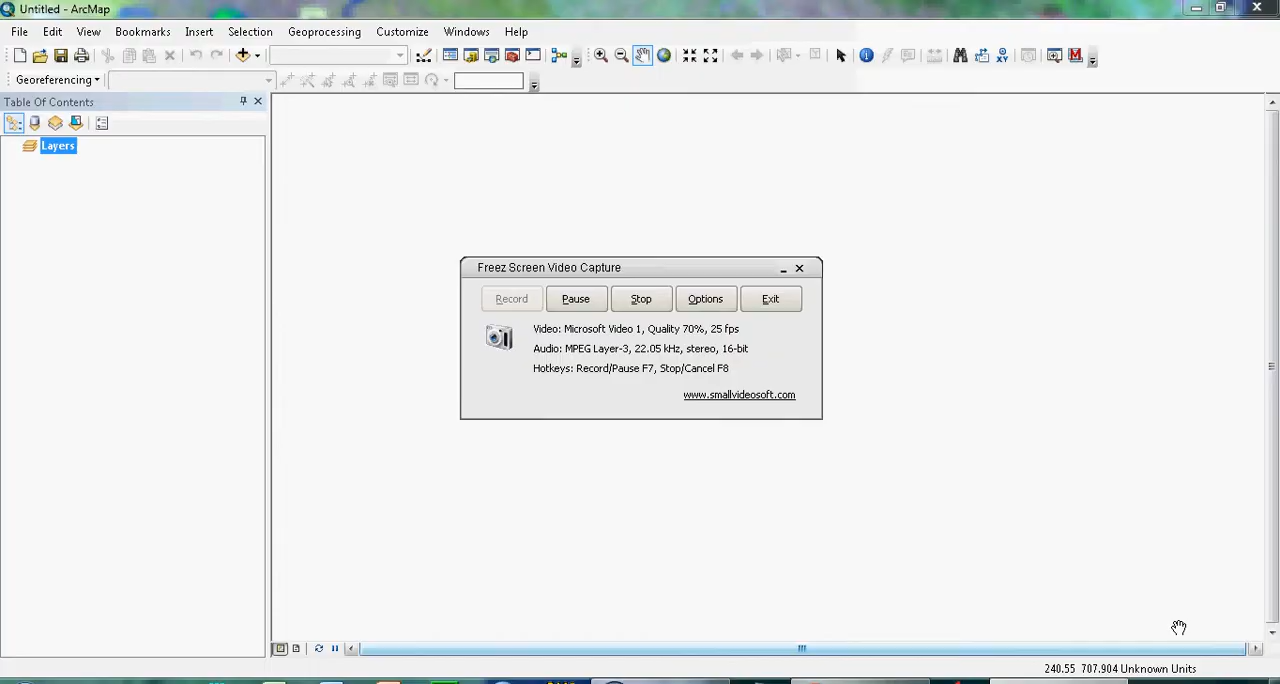 Untitled - ArcMap
File Edit View Bookmarks Insert Selection Geoprocessing Customize Windows Help
Georeferencing
Table Of Contents
Layers
Freez Screen Video Capture
Record Pause Stop Options Exit
Video: Microsoft Video 1, Quality 70%, 25 fps
Audio: MPEG Layer-3, 22.05 kHz, stereo, 16-bit
Hotkeys: Record/Pause F7, Stop/Cancel F8
www.smallvideosoft.com
240.55 707.904 Unknown Units